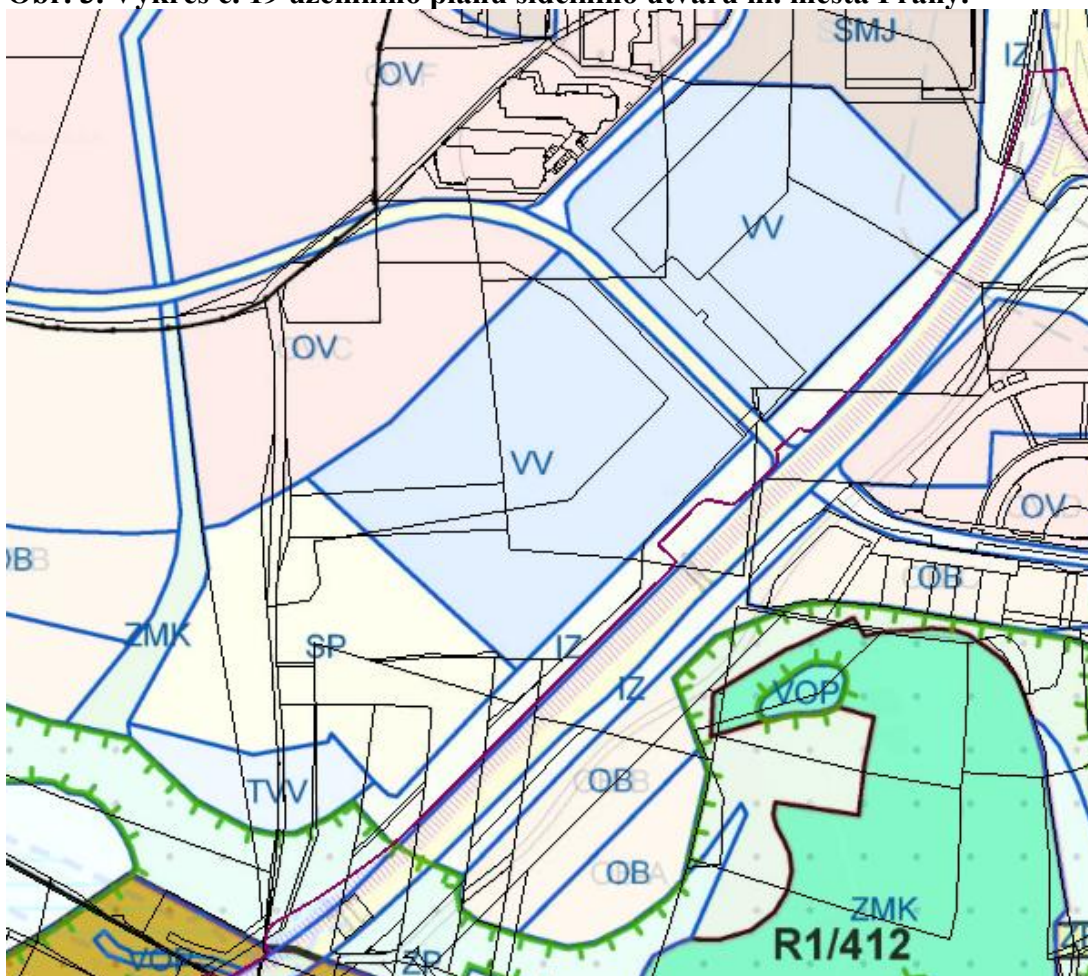 Obr. 3: Výkres č. 19 územního plánu sídelního útvaru hl. města Prahy.
SMJ
IZ
OV
VV
OV
VV
OV
OB
OB
ZMK
SP
IZ
IZ
VOP
TVV
OB
OB
ZMK
R1/412
VOP
ZP